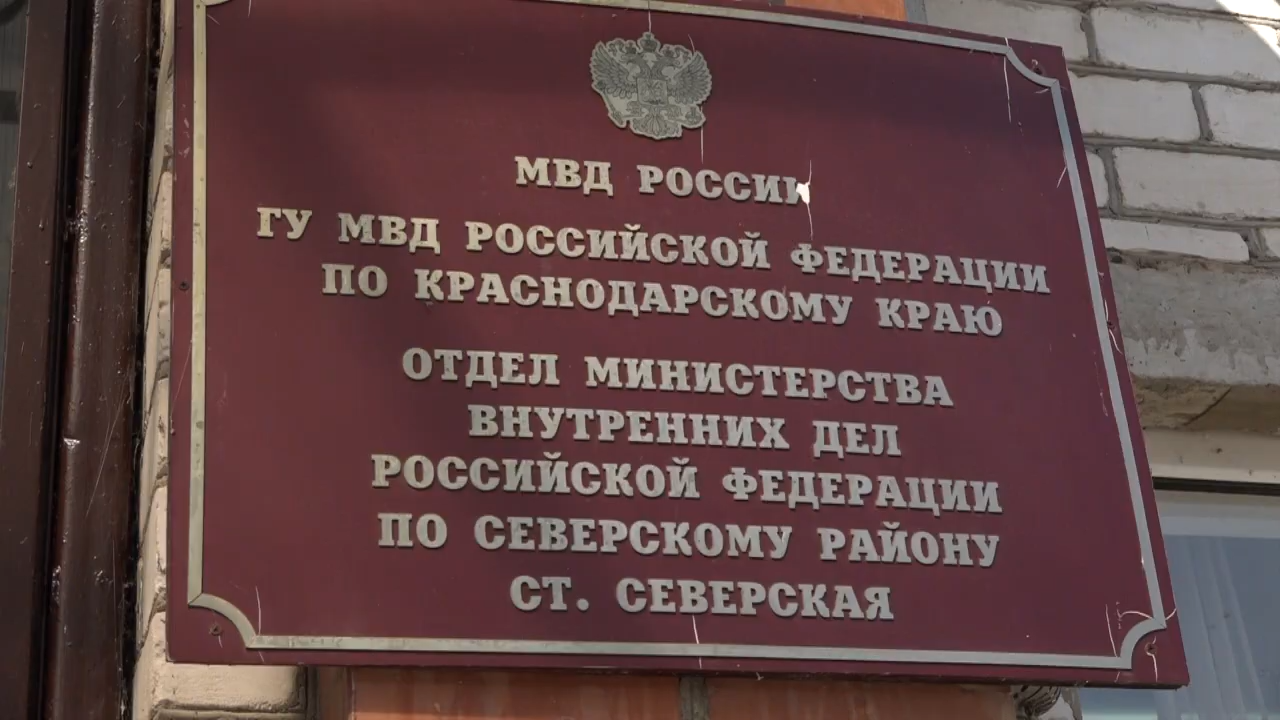 МВД РОССИИ
ГУ МВД РОССИЙСКОЙ ФЕДЕРАЦИИ
ПО КРАСНОДАРСКОМУ КРАЮ
ОТДЕЛ МИНИСТЕРСТВА
ВНУТРЕННИХ ДЕЛ
РОССИЙСКОЙ ФЕДЕРАЦИИ
ПО СЕВЕРСКОМУ РАЙОНУ
СТ. СЕВЕРСКАЯ